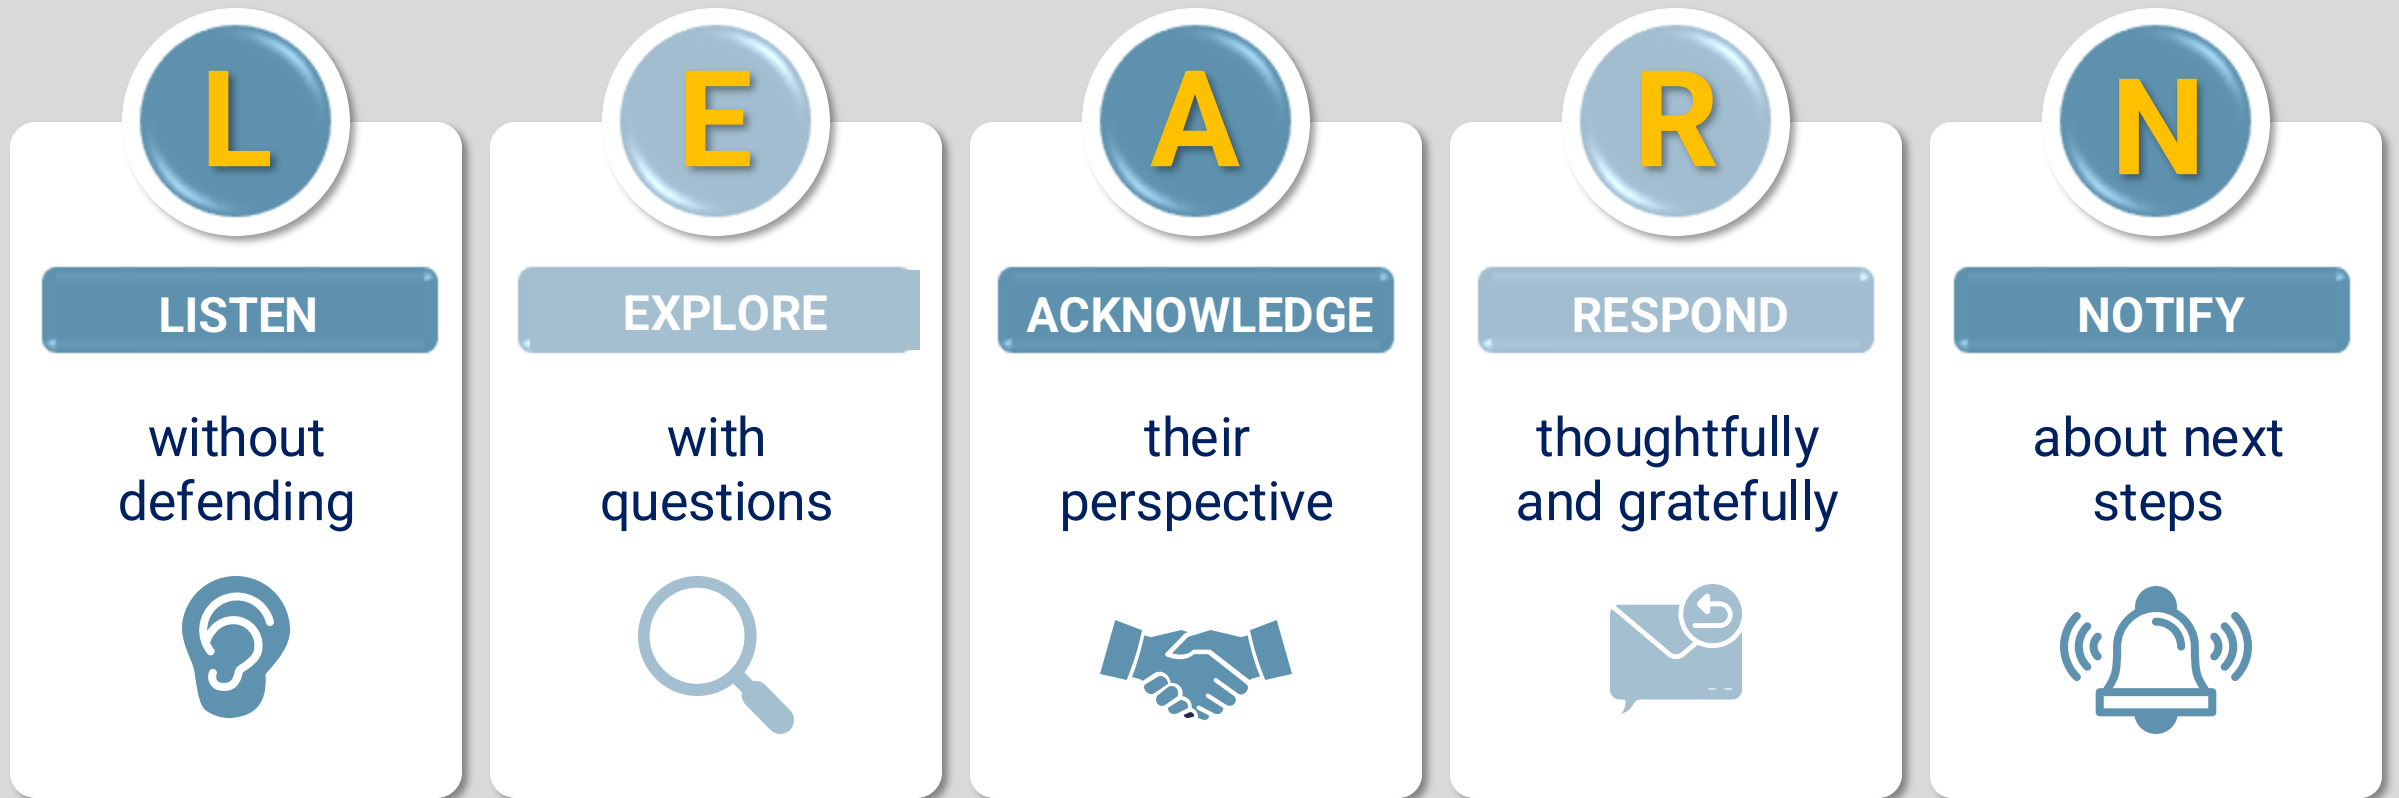 L
LISTEN
without
defending
E
EXPLORE
with
questions
A
ACKNOWLEDGE
their
perspective
R
RESPOND
thoughtfully
and gratefully
N
NOTIFY
about next
steps